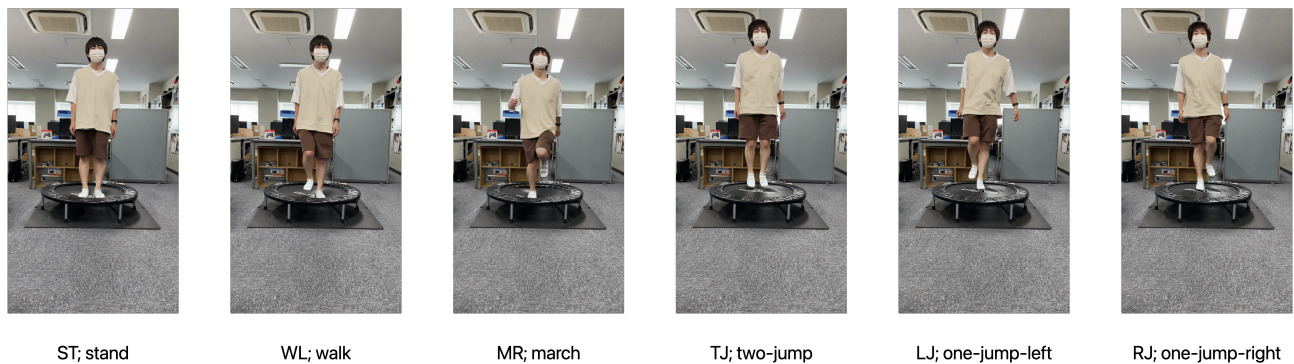 ST; stand
WL; walk
MR; march
TJ; two-jump
LJ; one-jump-left
RJ; one-jump-right